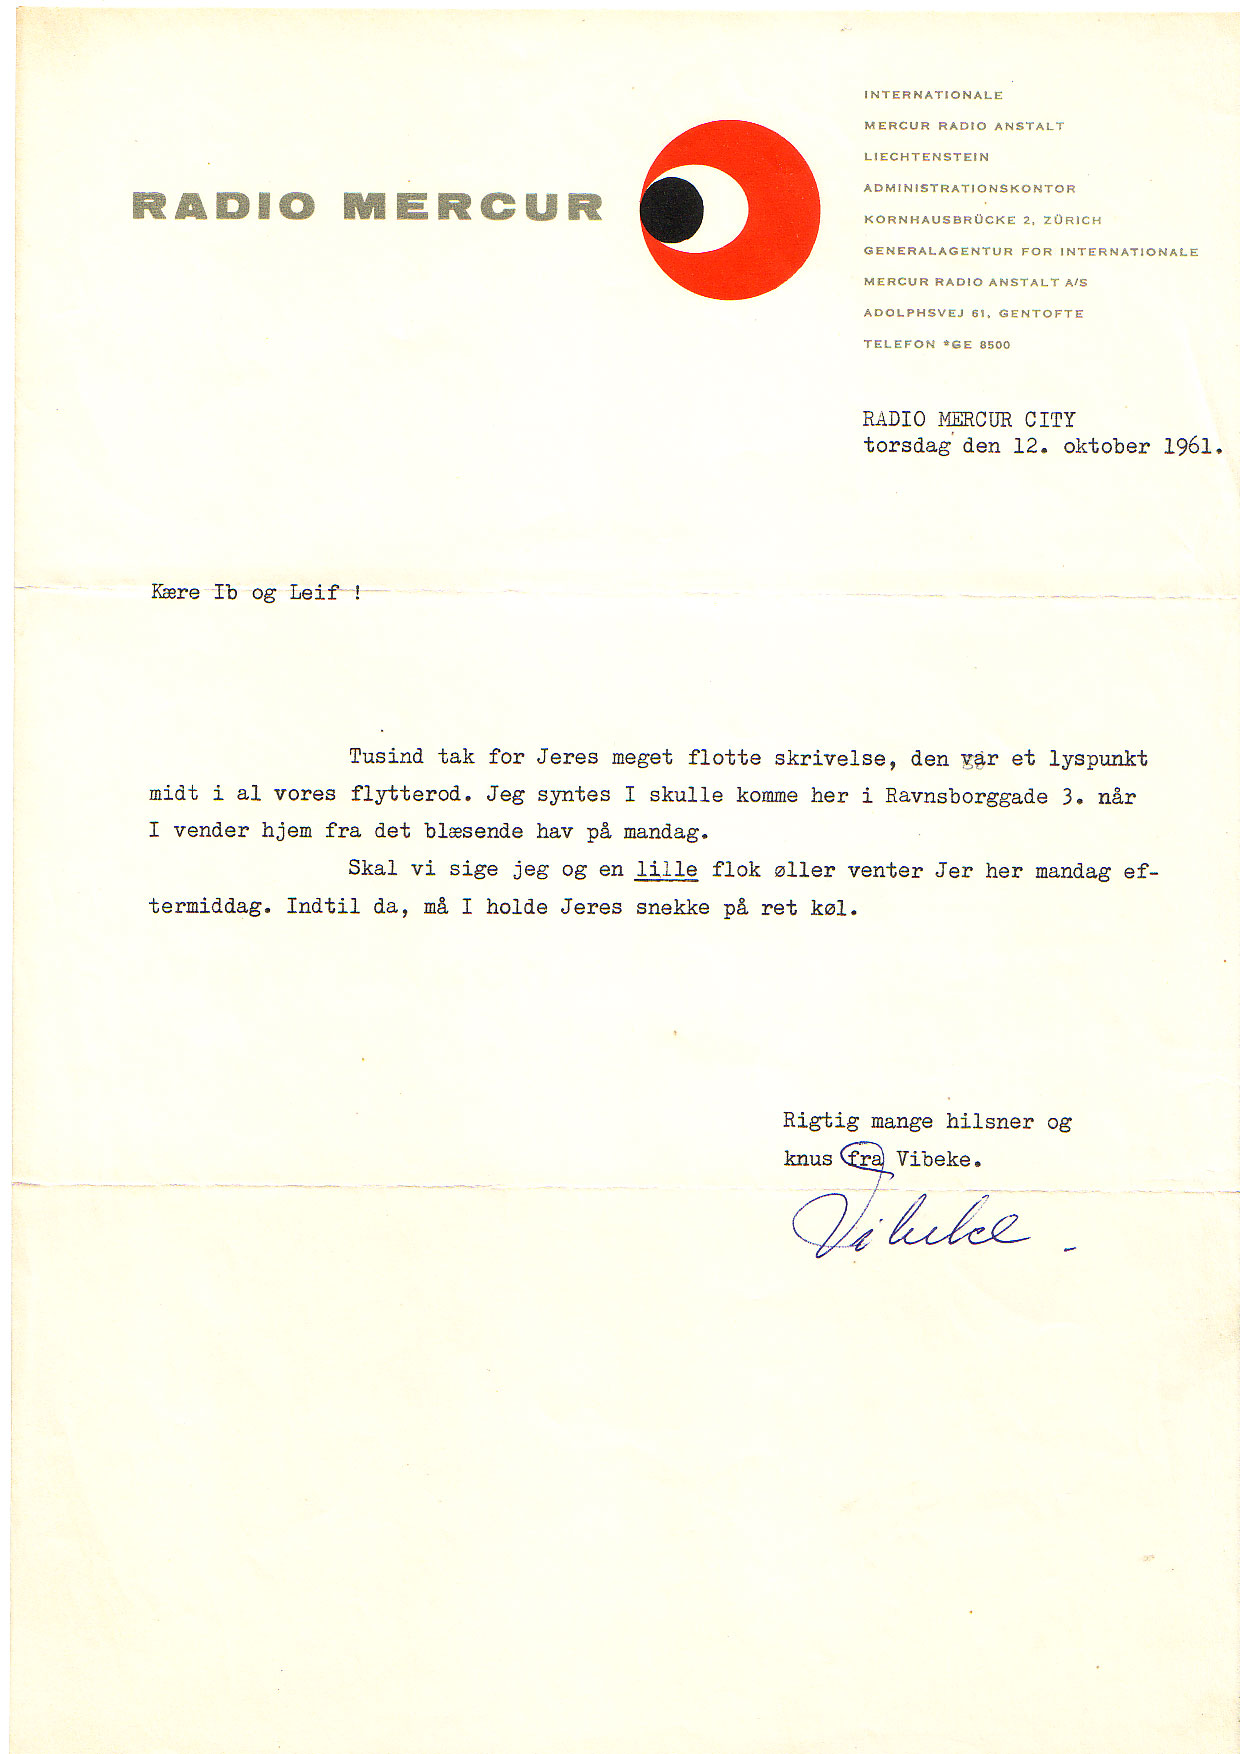 RADIO MERCUR
INTERNATIONALE
MERCUR RADIO ANSTALT
LIECHTENSTEIN
ADMINISTRATIONSKONTOR
KORNHAUSBRÜCKE 2, ZÜRICH
GENERALAGENTUR FOR INTERNATIONALE
MERCUR RADIO ANSTALT A/S
ADOLPHSVEJ 61, GENTOFTE
TELEFON *GE 8500
RADIO MERCUR CITY
torsdag den 12. oktober 1961.
Kære Ib og Leif !
Tusind tak for Jeres meget flotte skrivelse, den var et lyspunkt
midt i al vores flytterod. Jeg syntes I skulle komme her i Ravnsborggade 3. når
I vender hjem fra det blæsende hav på mandag.
Skal vi sige jeg og en lille flok øller venter Jer her mandag ef-
termiddag. Indtil da, må I holde Jeres snekke på ret køl.
Rigtig mange hilsner og
knus fra Vibeke.
Vibeke